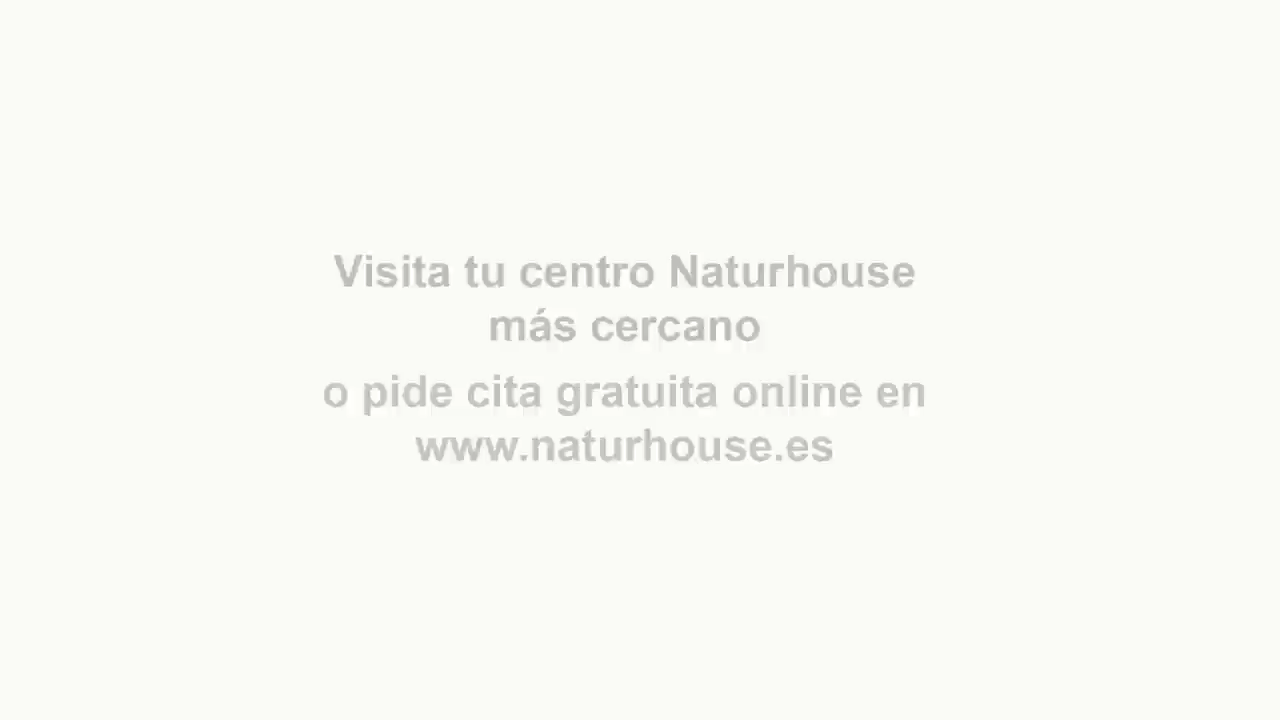 Visita tu centro Naturhouse
más cercano
o pide cita gratuita online en
www.naturhouse.es